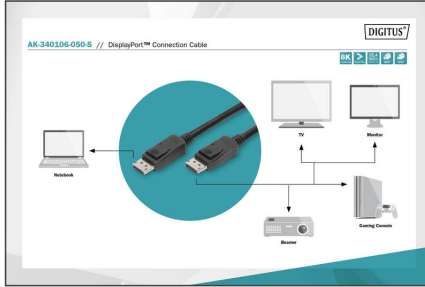 DIGITUS®
AK-340106-050-S // DisplayPort™ Connection Cable
8K
TV
Monitor
Notebook
Beamer
Gaming Console